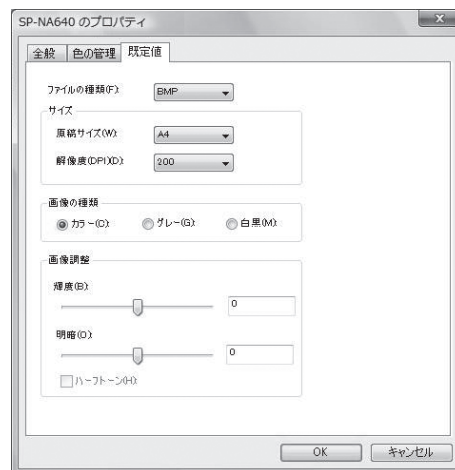 SP-NA640 のプロパティ
x
全般 色の管理 既定値
ファイルの種類(F): BMP
サイズ
原稿サイズ(W): A4
解像度(DPI)(D): 200
画像の種類
カラー(C): グレー(G): 白黒(M):
画像調整
輝度(B):
0
明暗(O):
0
ハーフトーン(H):
OK キャンセル